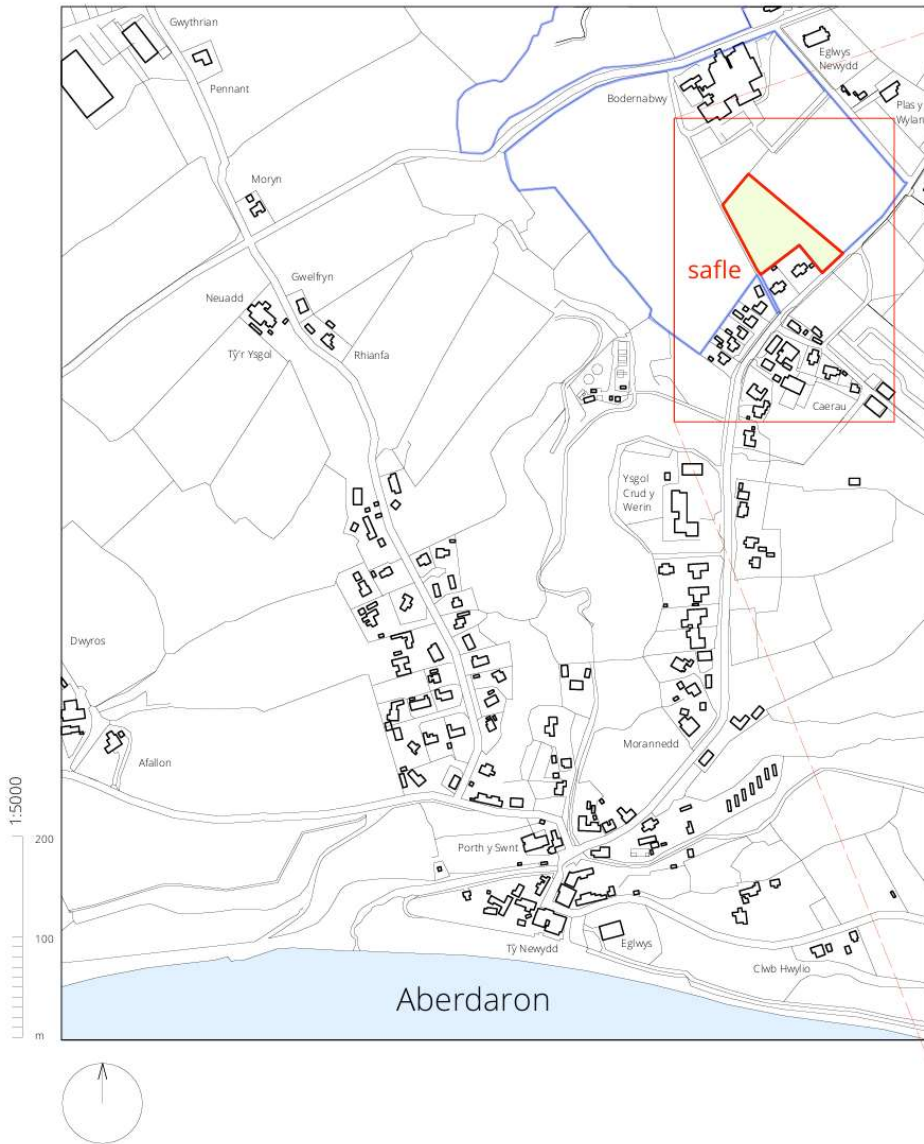 Gwythrian
Pennant
Eglwys
Newydd
Bodernabwy
Plas y
Wylan
Moryn
safle
Gwelfryn
Neuadd
Tŷ'r Ysgol
Rhianfa
Caerau
Ysgol
Crud y
Werin
Dwyros
Afallon
Morannedd
1:5000
200
Porth y Swnt
100
Tŷ Newydd
Eglwys
Clwb Hwylio
Aberdaron
m